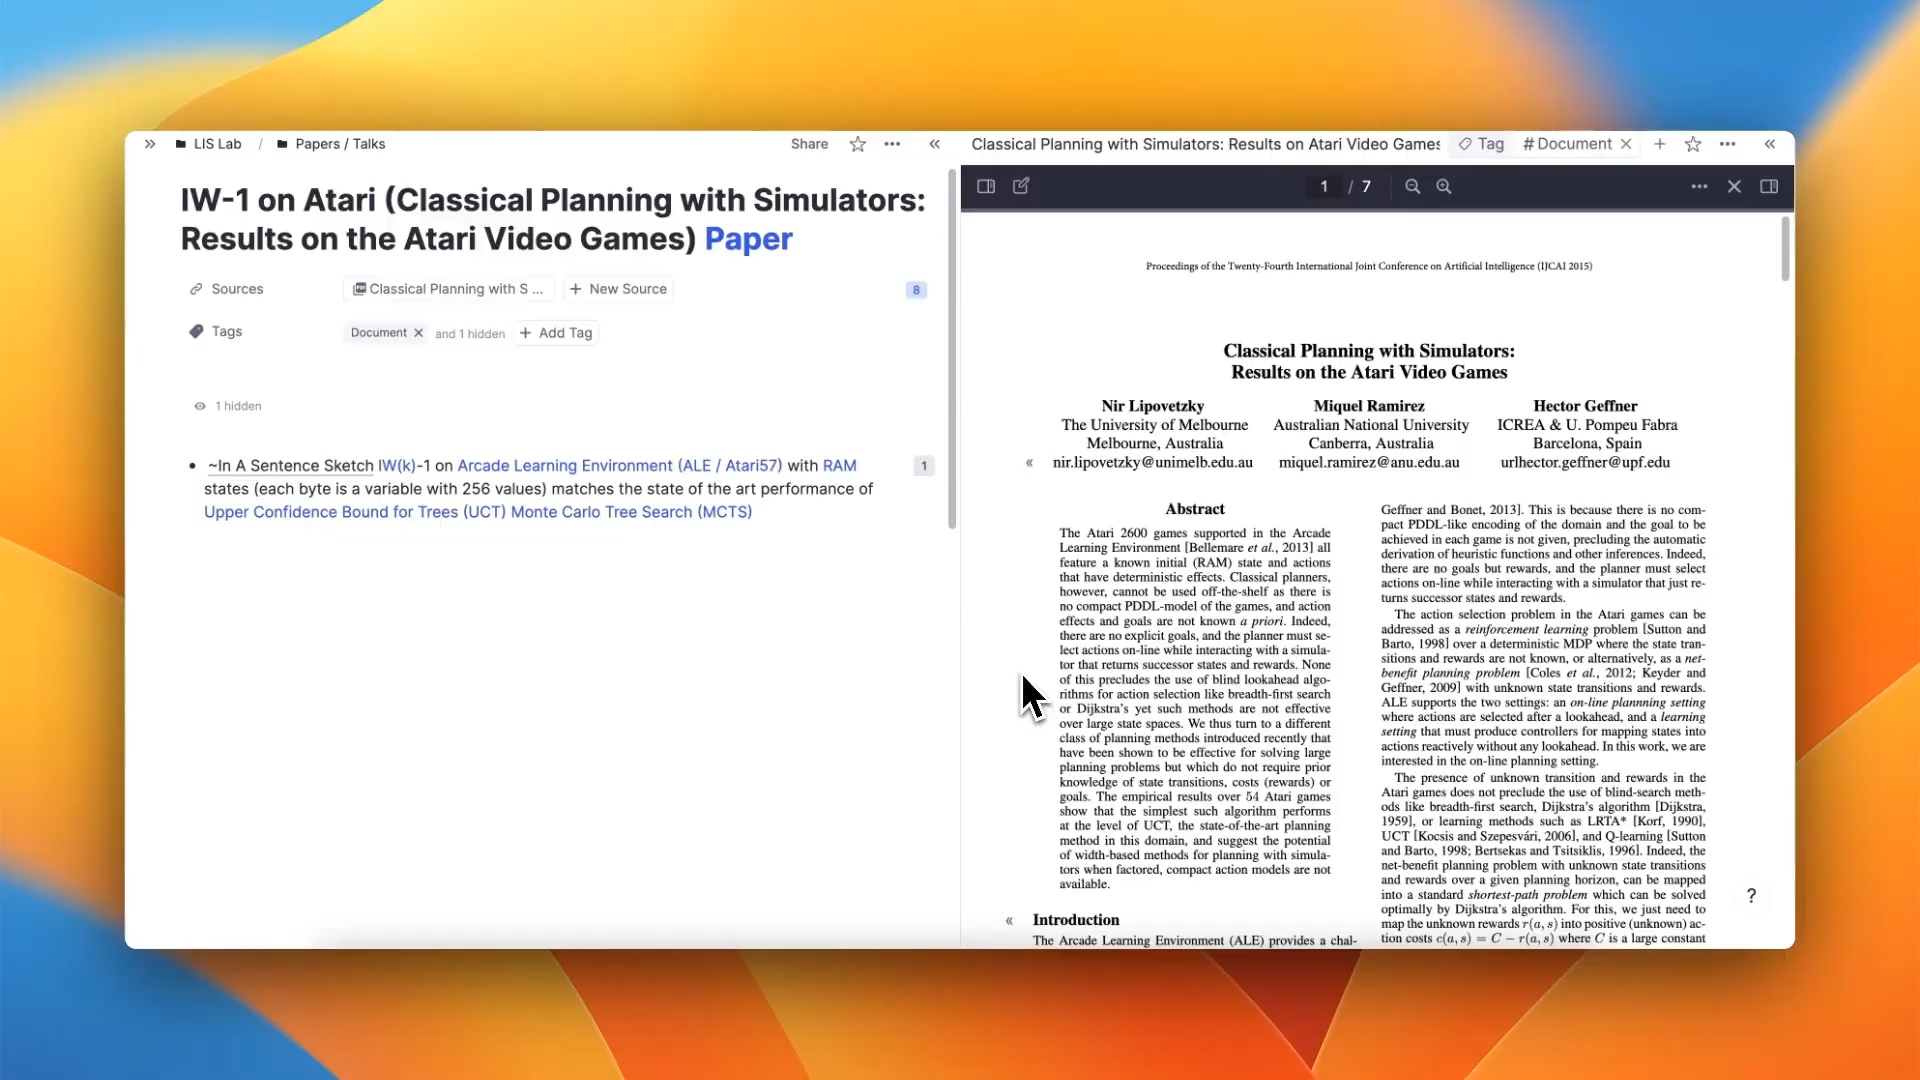 LIS Lab / Papers / Talks
Share
IW-1 on Atari (Classical Planning with Simulators:
Results on the Atari Video Games) Paper
Sources
Classical Planning with S ...
+ New Source
8
Tags
Document ×
and 1 hidden
+ Add Tag
1 hidden
• ~In A Sentence Sketch IW(k)-1 on Arcade Learning Environment (ALE / Atari57) with RAM
1
states (each byte is a variable with 256 values) matches the state of the art performance of
Upper Confidence Bound for Trees (UCT) Monte Carlo Tree Search (MCTS)
Classical Planning with Simulators: Results on Atari Video Games
Tag
#Document ×
1 / 7
Proceedings of the Twenty-Fourth International Joint Conference on Artificial Intelligence (IJCAI 2015)
Classical Planning with Simulators:
Results on the Atari Video Games
Nir Lipovetzky
The University of Melbourne
Melbourne, Australia
nir.lipovetzky@unimelb.edu.au
Miquel Ramirez
Australian National University
Canberra, Australia
miquel.ramirez@anu.edu.au
Hector Geffner
ICREA & U. Pompeu Fabra
Barcelona, Spain
urlhector.geffner@upf.edu
Abstract
The Atari 2600 games supported in the Arcade
Learning Environment [Bellemare et al., 2013] all
feature a known initial (RAM) state and actions
that have deterministic effects. Classical planners,
however, cannot be used off-the-shelf as there is
no compact PDDL-model of the games, and action
effects and goals are not known a priori. Indeed,
there are no explicit goals, and the planner must se-
lect actions on-line while interacting with a simula-
tor that returns successor states and rewards. None
of this precludes the use of blind lookahead algo-
rithms for action selection like breadth-first search
or Dijkstra's yet such methods are not effective
over large state spaces. We thus turn to a different
class of planning methods introduced recently that
have been shown to be effective for solving large
planning problems but which do not require prior
knowledge of state transitions, costs (rewards) or
goals. The empirical results over 54 Atari games
show that the simplest such algorithm performs
at the level of UCT, the state-of-the-art planning
method in this domain, and suggest the potential
of width-based methods for planning with simula-
tors when factored, compact action models are not
available.
Introduction
The Arcade Learning Environment (ALE) provides a chal-
Geffner and Bonet, 2013]. This is because there is no com-
pact PDDL-like encoding of the domain and the goal to be
achieved in each game is not given, precluding the automatic
derivation of heuristic functions and other inferences. Indeed,
there are no goals but rewards, and the planner must select
actions on-line while interacting with a simulator that just re-
turns successor states and rewards.
The action selection problem in the Atari games can be
addressed as a reinforcement learning problem [Sutton and
Barto, 1998] over a deterministic MDP where the state tran-
sitions and rewards are not known, or alternatively, as a net-
benefit planning problem [Coles et al., 2012; Keyder and
Geffner, 2009] with unknown state transitions and rewards.
ALE supports the two settings: an on-line plannning setting
where actions are selected after a lookahead, and a learning
setting that must produce controllers for mapping states into
actions reactively without any lookahead. In this work, we are
interested in the on-line planning setting.
The presence of unknown transition and rewards in the
Atari games does not preclude the use of blind-search meth-
ods like breadth-first search, Dijkstra's algorithm [Dijkstra,
1959], or learning methods such as LRTA* [Korf, 1990],
UCT [Kocsis and Szepesvári, 2006], and Q-learning [Sutton
and Barto, 1998; Bertsekas and Tsitsiklis, 1996]. Indeed, the
net-benefit planning problem with unknown state transitions
and rewards over a given planning horizon, can be mapped
into a standard shortest-path problem which can be solved
optimally by Dijkstra's algorithm. For this, we just need to
map the unknown rewards r(a, s) into positive (unknown) ac-
tion costs c(a, s) = C − r(a, s) where C is a large constant
?